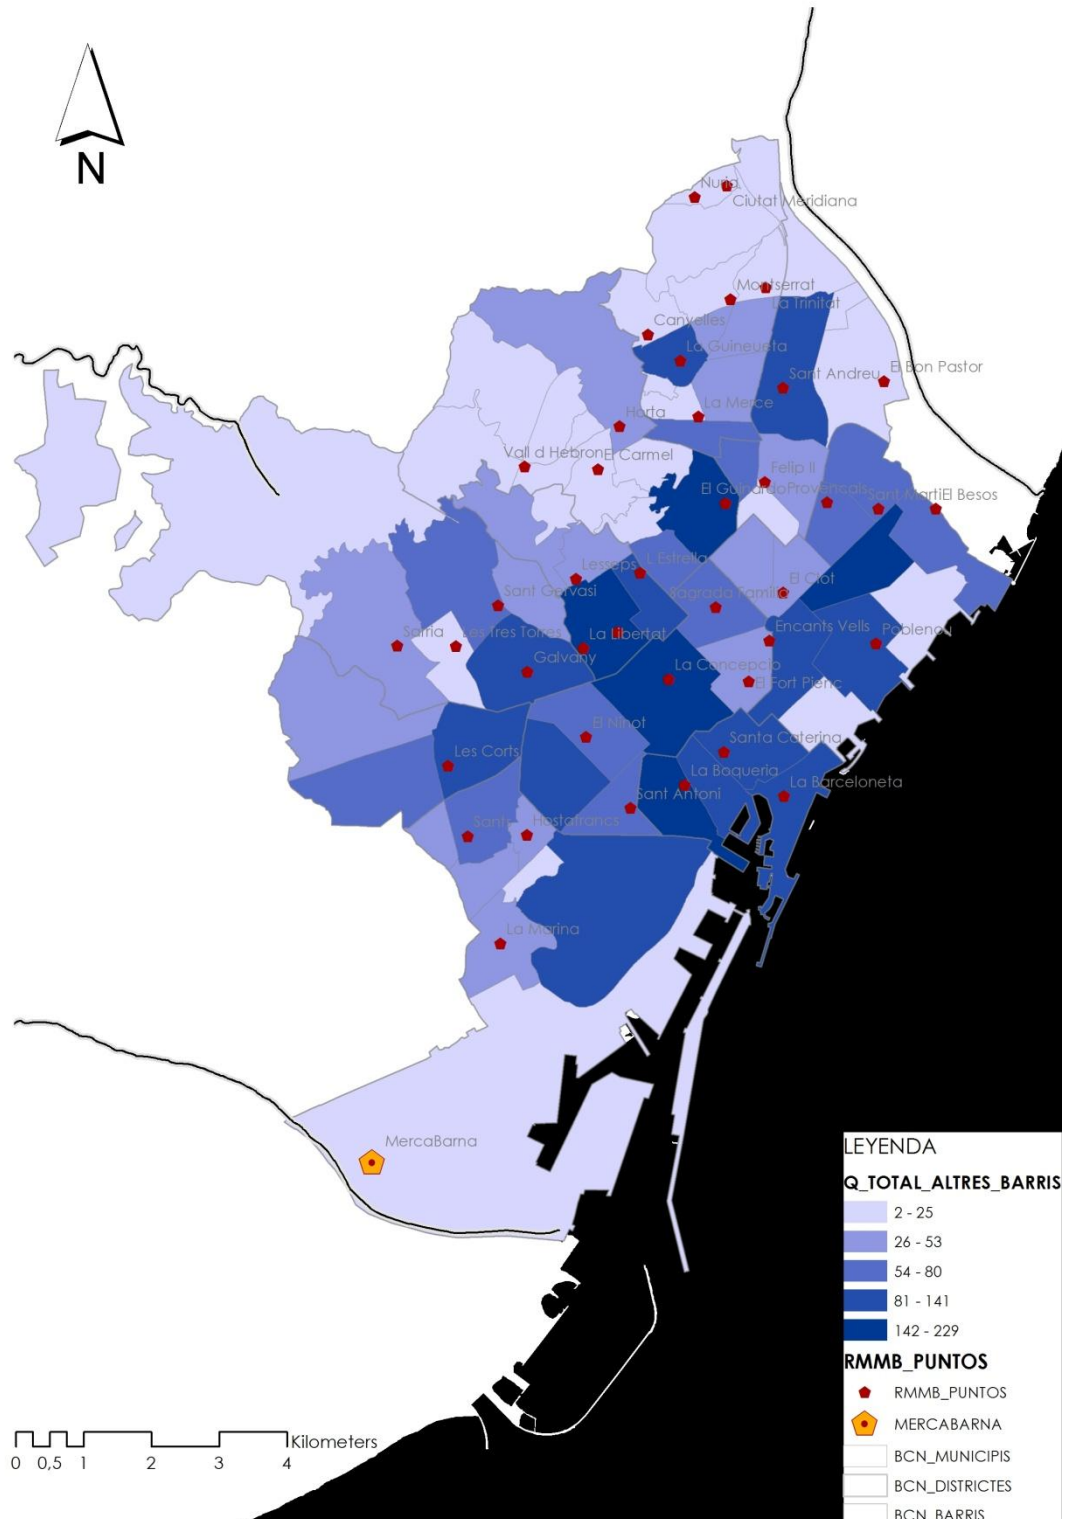 N
Nuria
Ciutat Meridiana
Montserrat
La Trinitat
Canyelles
La Guineueta
Sant Andreu
El Bon Pastor
La Merce
Horta
Vall d Hebron
El Carmel
Felip II
El Guinardo
Provençals
Sant Marti
El Besos
Lesseps
L Estrella
El Clot
Sant Gervasi
Sagrada Familia
Sarria
Les Tres Torres
La Llibertat
Encants Vells
Poblenou
Galvany
La Concepcio
El Fort Pienc
El Ninot
Santa Caterina
Les Corts
La Boqueria
La Barceloneta
Sant Antoni
Sants
Hostafrancs
La Marina
MercaBarna
LEYENDA
Q_TOTAL_ALTRES_BARRIS
2 - 25
26 - 53
54 - 80
81 - 141
142 - 229
RMMB_PUNTOS
RMMB_PUNTOS
MERCABARNA
BCN_MUNICIPIS
BCN_DISTRICTES
BCN_BARRIS
Kilometers
0 0,5 1 2 3 4